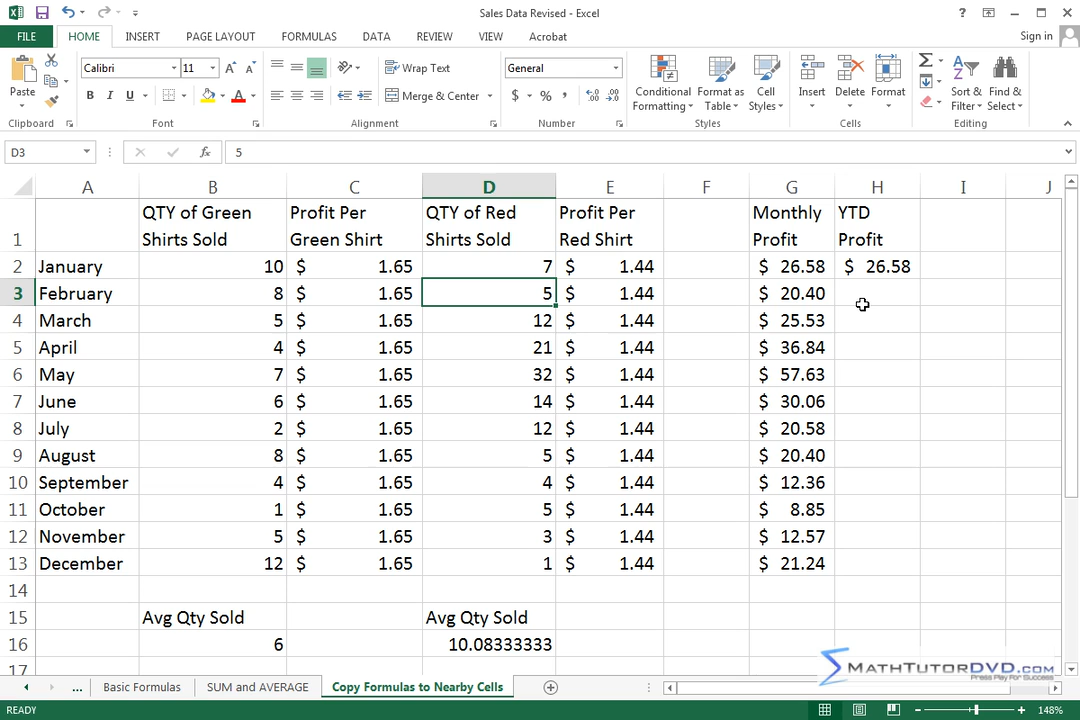 Sales Data Revised - Excel
?
Sign in
FILE HOME INSERT PAGE LAYOUT FORMULAS DATA REVIEW VIEW Acrobat
Paste
Calibri 11
B I U
A A
Wrap Text
Merge & Center
General
$ % ,
Conditional Formatting
Format as Table
Cell Styles
Insert
Delete
Format
Sort & Filter
Find & Select
Clipboard Font Alignment Number Styles Cells Editing
D3 fx 5
A B C D E F G H I J
1 QTY of Green Shirts Sold Profit Per Green Shirt QTY of Red Shirts Sold Profit Per Red Shirt Monthly Profit YTD Profit
2 January 10 $ 1.65 7 $ 1.44 $ 26.58 $ 26.58
3 February 8 $ 1.65 5 $ 1.44 $ 20.40
4 March 5 $ 1.65 12 $ 1.44 $ 25.53
5 April 4 $ 1.65 21 $ 1.44 $ 36.84
6 May 7 $ 1.65 32 $ 1.44 $ 57.63
7 June 6 $ 1.65 14 $ 1.44 $ 30.06
8 July 2 $ 1.65 12 $ 1.44 $ 20.58
9 August 8 $ 1.65 5 $ 1.44 $ 20.40
10 September 4 $ 1.65 4 $ 1.44 $ 12.36
11 October 1 $ 1.65 5 $ 1.44 $ 8.85
12 November 5 $ 1.65 3 $ 1.44 $ 12.57
13 December 12 $ 1.65 1 $ 1.44 $ 21.24
14
15 Avg Qty Sold Avg Qty Sold
16 6 10.08333333
17
MATHTUTORDVD.COM
Press Play For Success
... Basic Formulas SUM and AVERAGE Copy Formulas to Nearby Cells
READY 148%